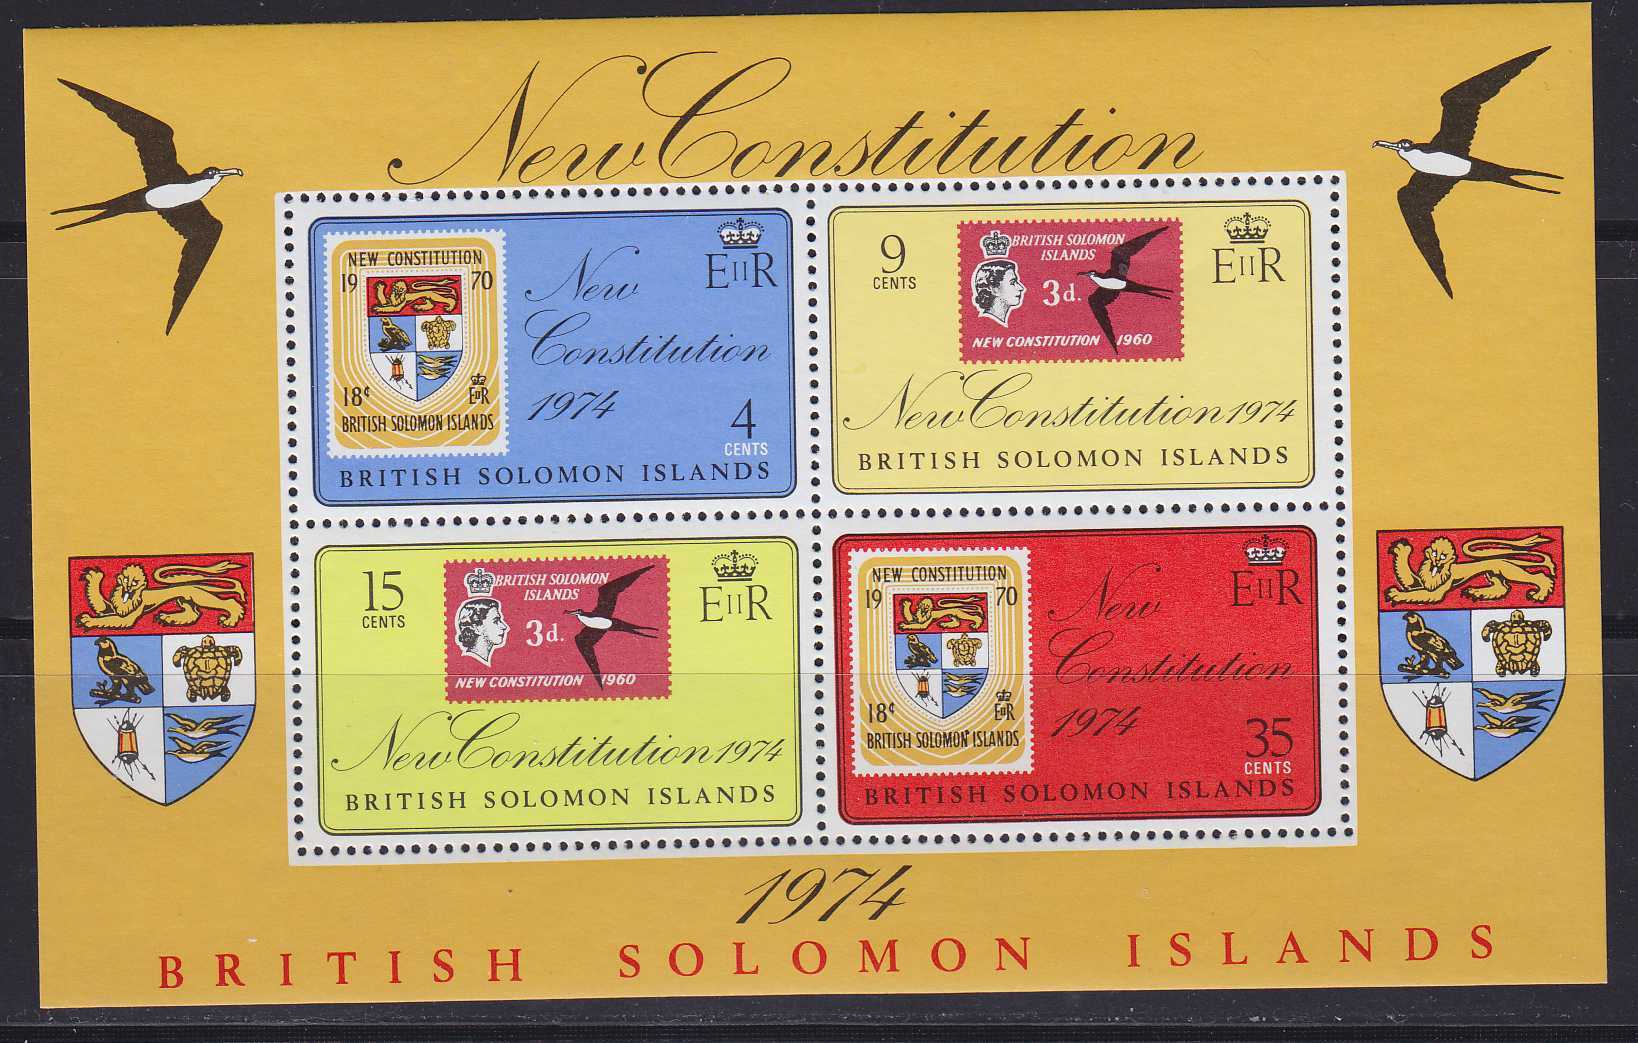 New Constitution
NEW CONSTITUTION
19 70
18¢
EIIR
BRITISH SOLOMON ISLANDS
New
Constitution
1974
EIIR
4
CENTS
BRITISH SOLOMON ISLANDS
9
CENTS
BRITISH SOLOMON
ISLANDS
3d.
NEW CONSTITUTION 1960
EIIR
New Constitution 1974
BRITISH SOLOMON ISLANDS
15
CENTS
BRITISH SOLOMON
ISLANDS
3d.
NEW CONSTITUTION 1960
EIIR
New Constitution 1974
BRITISH SOLOMON ISLANDS
NEW CONSTITUTION
19 70
18¢
EIIR
BRITISH SOLOMON ISLANDS
New
Constitution
1974
EIIR
35
CENTS
BRITISH SOLOMON ISLANDS
1974
BRITISH SOLOMON ISLANDS